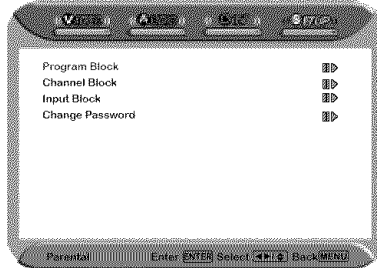 Program Block
Channel Block
Input Block
Change Password
Parental Enter ENTER Select Back MENU